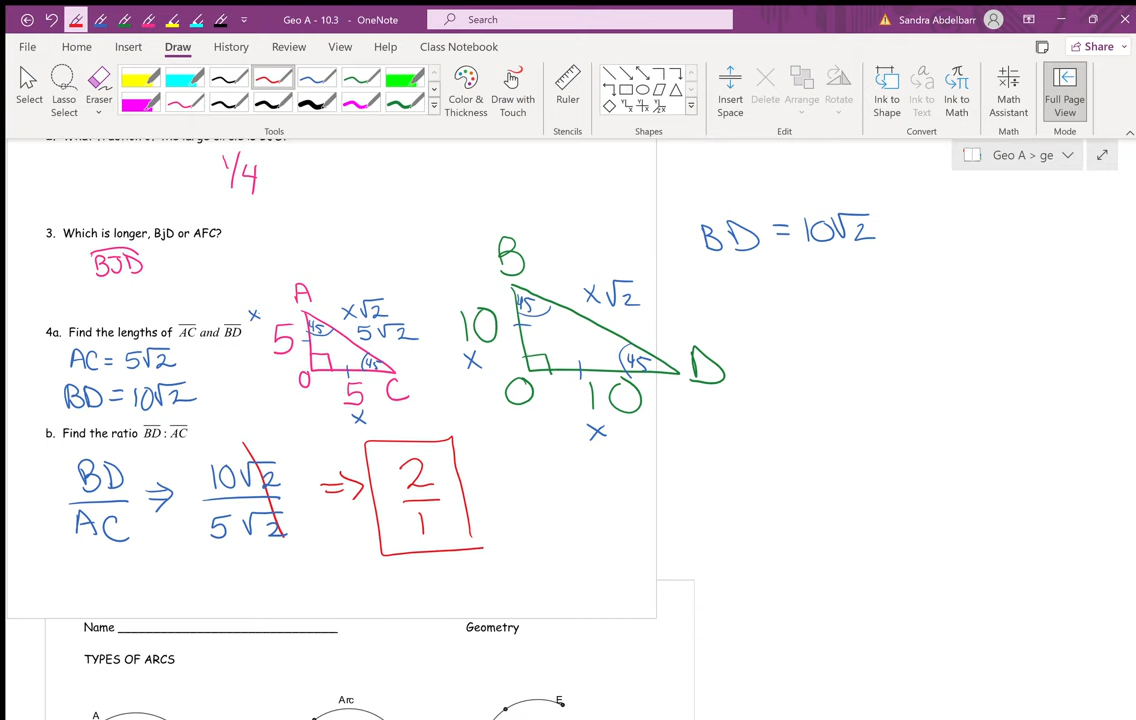 Geo A - 10.3 - OneNote
Search
Sandra Abdelbarr
File Home Insert Draw History Review View Help Class Notebook
Share
Select
Lasso Select
Eraser
Color & Thickness
Draw with Touch
Ruler
Insert Space
Delete
Arrange
Rotate
Ink to Shape
Ink to Text
Ink to Math
Math Assistant
Full Page View
Tools
Stencils
Shapes
Edit
Convert
Math
Mode
Geo A > ge
1/4
3. Which is longer, BjD or AFC?
BJD
BD = 10√2
4a. Find the lengths of AC and BD
AC = 5√2
BD = 10√2
x
A
x√2
5√2
5
45
45
O
5
C
x
B
x√2
10
45
45
x
O
10
D
x
b. Find the ratio BD : AC
BD
AC
⇒
10√2
5√2
⇒
2
1
Name
Geometry
TYPES OF ARCS
A
Arc
E